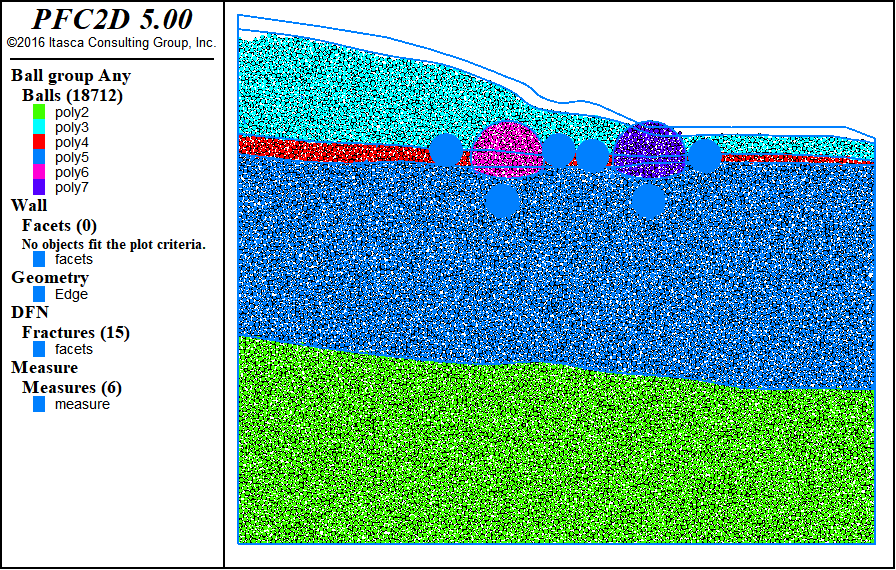 PFC2D 5.00
©2016 Itasca Consulting Group, Inc.
Ball group Any
Balls (18712)
poly2
poly3
poly4
poly5
poly6
poly7
Wall
Facets (0)
No objects fit the plot criteria.
facets
Geometry
Edge
DFN
Fractures (15)
facets
Measure
Measures (6)
measure